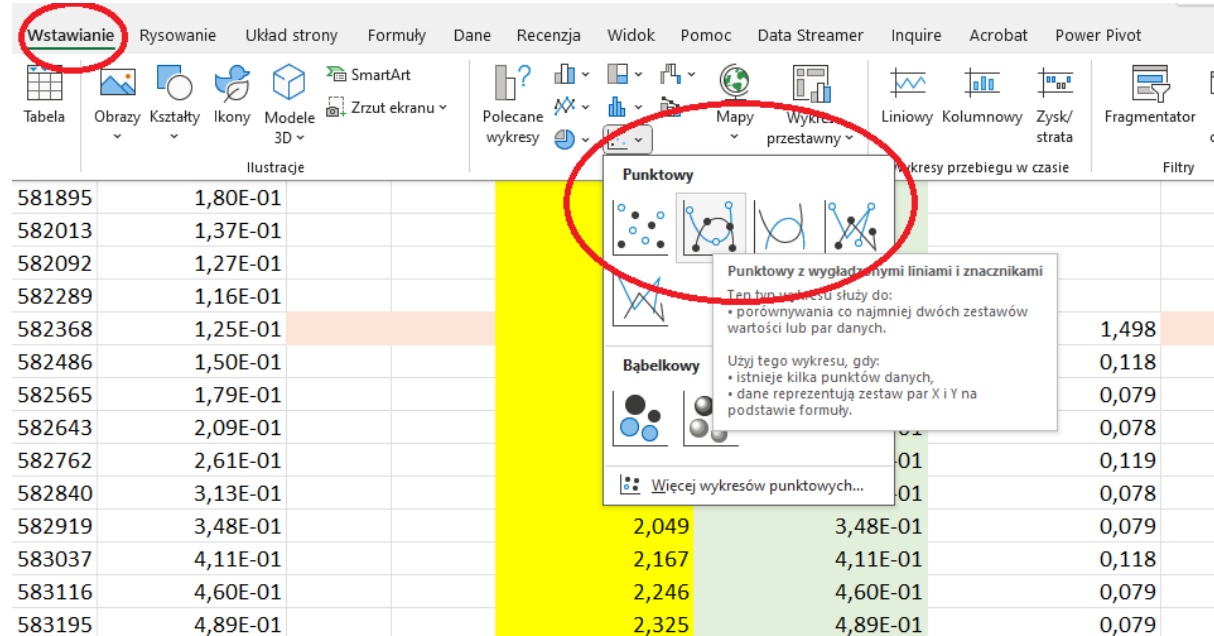 Wstawianie Rysowanie Układ strony Formuły Dane Recenzja Widok Pomoc Data Streamer Inquire Acrobat Power Pivot
Tabela
Obrazy Kształty Ikony Modele 3D
SmartArt
Zrzut ekranu
Ilustracje
Polecane wykresy
Mapy
Wykres przestawny
Liniowy Kolumnowy Zysk/ strata
Wykresy przebiegu w czasie
Fragmentator
Filtry
Punktowy
Punktowy z wygładzonymi liniami i znacznikami
Ten typ wykresu służy do:
• porównywania co najmniej dwóch zestawów
wartości lub par danych.
Użyj tego wykresu, gdy:
• istnieje kilka punktów danych,
• dane reprezentują zestaw par X i Y na
podstawie formuły.
Bąbelkowy
Więcej wykresów punktowych...
581895 1,80E-01
582013 1,37E-01
582092 1,27E-01
582289 1,16E-01
582368 1,25E-01 1,498
582486 1,50E-01 0,118
582565 1,79E-01 0,079
582643 2,09E-01 0,078
582762 2,61E-01 -01 0,119
582840 3,13E-01 -01 0,078
582919 3,48E-01 2,049 3,48E-01 0,079
583037 4,11E-01 2,167 4,11E-01 0,118
583116 4,60E-01 2,246 4,60E-01 0,079
583195 4,89E-01 2,325 4,89E-01 0,079